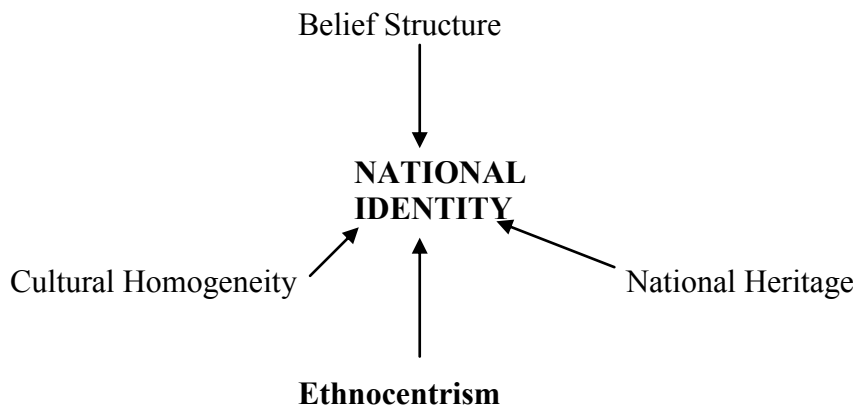 Belief Structure
NATIONAL
IDENTITY
Cultural Homogeneity
National Heritage
Ethnocentrism